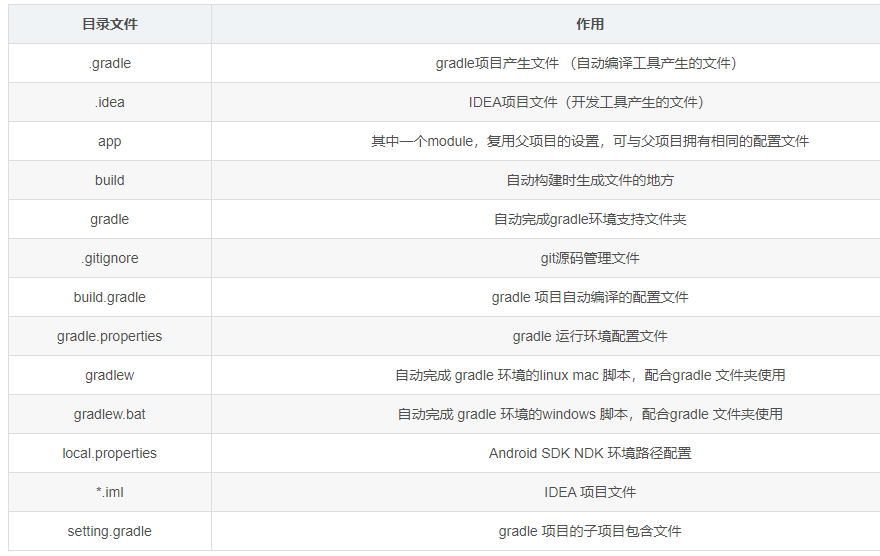 目录文件 作用
.gradle gradle项目产生文件 （自动编译工具产生的文件）
.idea IDEA项目文件（开发工具产生的文件）
app 其中一个module，复用父项目的设置，可与父项目拥有相同的配置文件
build 自动构建时生成文件的地方
gradle 自动完成gradle环境支持文件夹
.gitignore git源码管理文件
build.gradle gradle 项目自动编译的配置文件
gradle.properties gradle 运行环境配置文件
gradlew 自动完成 gradle 环境的linux mac 脚本，配合gradle 文件夹使用
gradlew.bat 自动完成 gradle 环境的windows 脚本，配合gradle 文件夹使用
local.properties Android SDK NDK 环境路径配置
*.iml IDEA 项目文件
setting.gradle gradle 项目的子项目包含文件